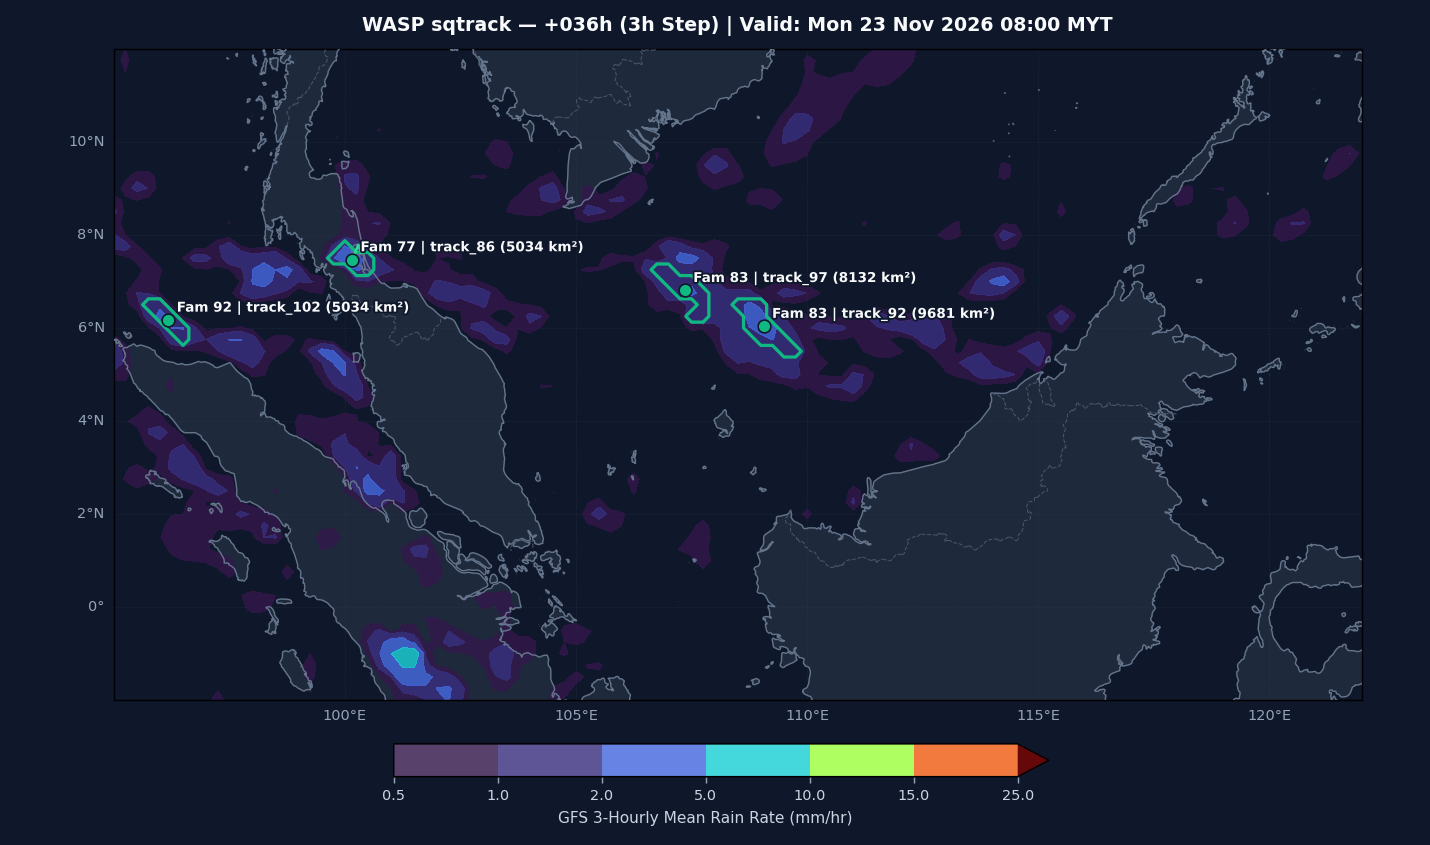 WASP sqtrack — +036h (3h Step) | Valid: Mon 23 Nov 2026 08:00 MYT
10°N
8°N
6°N
4°N
2°N
0°
Fam 77 | track_86 (5034 km²)
Fam 83 | track_97 (8132 km²)
Fam 92 | track_102 (5034 km²)
Fam 83 | track_92 (9681 km²)
100°E 105°E 110°E 115°E 120°E
0.5 1.0 2.0 5.0 10.0 15.0 25.0
GFS 3-Hourly Mean Rain Rate (mm/hr)